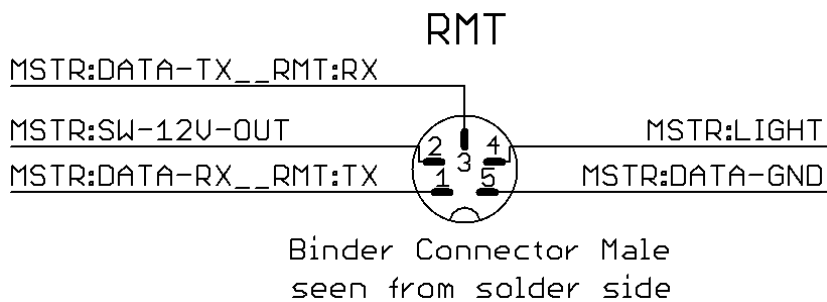 RMT
MSTR:DATA-TX__RMT:RX
MSTR:SW-12V-OUT
MSTR:LIGHT
2
3
4
MSTR:DATA-RX__RMT:TX
1
5
MSTR:DATA-GND
Binder Connector Male
seen from solder side